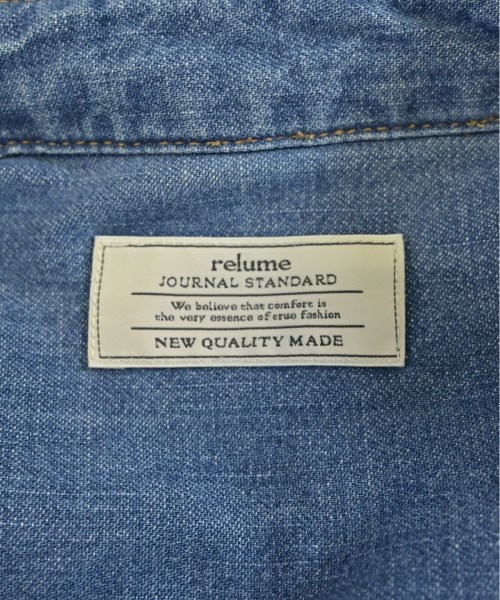 relume
JOURNAL STANDARD
We believe that comfort is
the very essence of true fashion
NEW QUALITY MADE